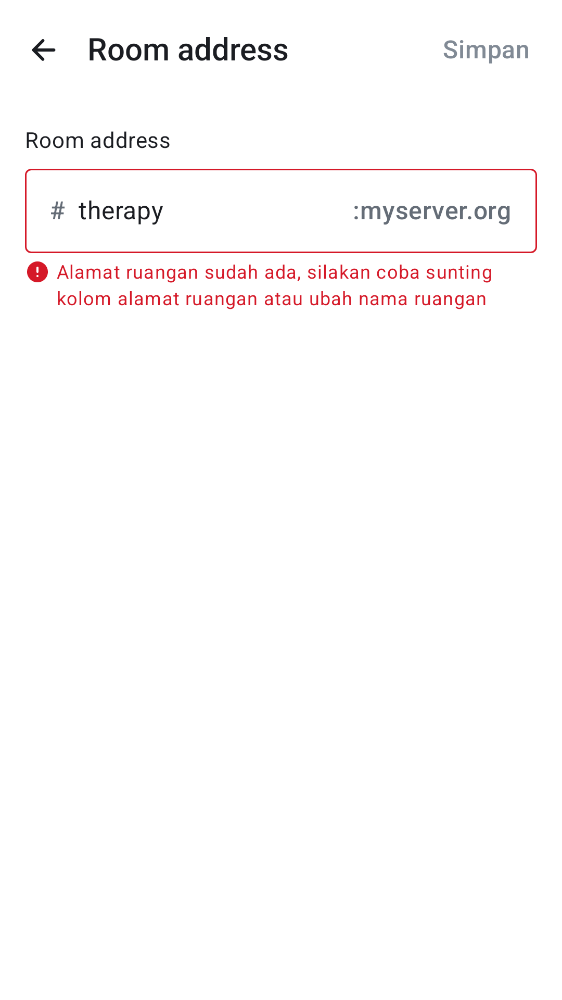 Room address
Simpan
Room address
# therapy :myserver.org
Alamat ruangan sudah ada, silakan coba sunting
kolom alamat ruangan atau ubah nama ruangan